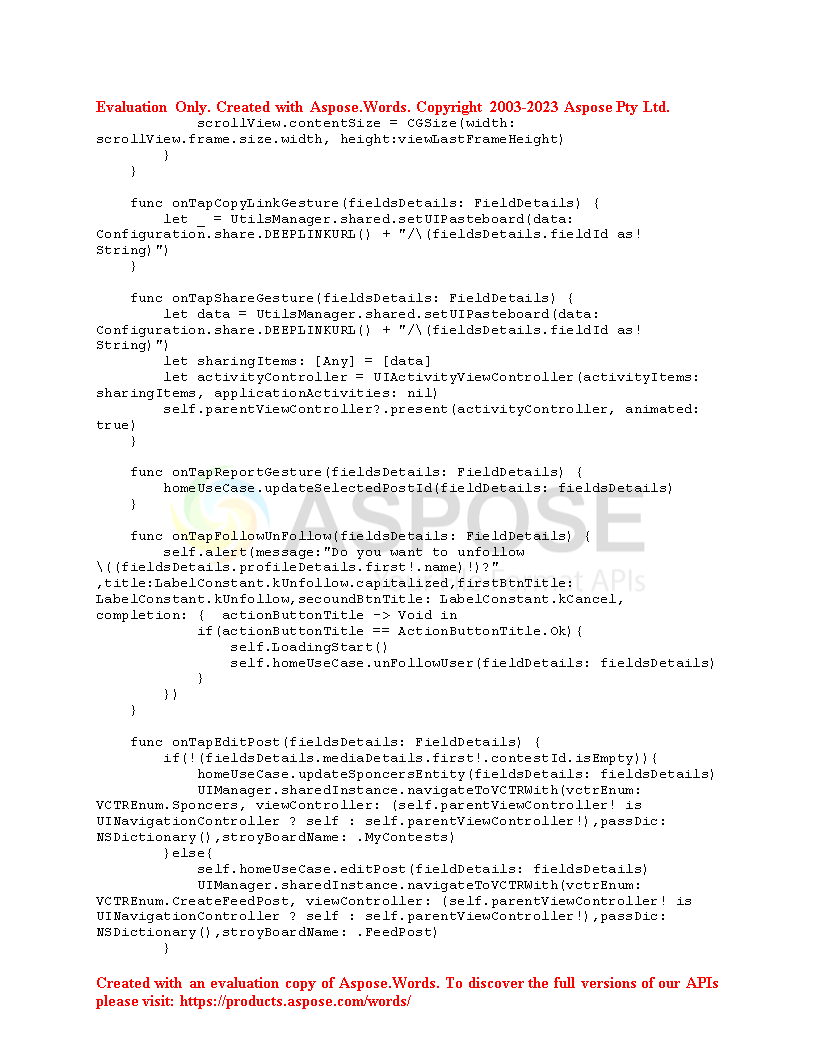 Evaluation Only. Created with Aspose.Words. Copyright 2003-2023 Aspose Pty Ltd.
            scrollView.contentSize = CGSize(width:
scrollView.frame.size.width, height:viewLastFrameHeight)
        }
    }

    func onTapCopyLinkGesture(fieldsDetails: FieldDetails) {
        let _ = UtilsManager.shared.setUIPasteboard(data:
Configuration.share.DEEPLINKURL() + "/\(fieldsDetails.fieldId as!
String)")
    }

    func onTapShareGesture(fieldsDetails: FieldDetails) {
        let data = UtilsManager.shared.setUIPasteboard(data:
Configuration.share.DEEPLINKURL() + "/\(fieldsDetails.fieldId as!
String)")
        let sharingItems: [Any] = [data]
        let activityController = UIActivityViewController(activityItems:
sharingItems, applicationActivities: nil)
        self.parentViewController?.present(activityController, animated:
true)
    }

    func onTapReportGesture(fieldsDetails: FieldDetails) {
        homeUseCase.updateSelectedPostId(fieldDetails: fieldsDetails)
    }

    func onTapFollowUnFollow(fieldsDetails: FieldDetails) {
        self.alert(message:"Do you want to unfollow
\((fieldsDetails.profileDetails.first!.name)!)?"
,title:LabelConstant.kUnfollow.capitalized,firstBtnTitle:
LabelConstant.kUnfollow,secoundBtnTitle: LabelConstant.kCancel,
completion: {  actionButtonTitle -> Void in
            if(actionButtonTitle == ActionButtonTitle.Ok){
                self.LoadingStart()
                self.homeUseCase.unFollowUser(fieldDetails: fieldsDetails)
            }
        })
    }

    func onTapEditPost(fieldsDetails: FieldDetails) {
        if(!(fieldsDetails.mediaDetails.first!.contestId.isEmpty)){
            homeUseCase.updateSponcersEntity(fieldDetails: fieldsDetails)
            UIManager.sharedInstance.navigateToVCTRWith(vctrEnum:
VCTREnum.Sponcers, viewController: (self.parentViewController! is
UINavigationController ? self : self.parentViewController!),passDic:
NSDictionary(),stroyBoardName: .MyContests)
        }else{
            self.homeUseCase.editPost(fieldDetails: fieldsDetails)
            UIManager.sharedInstance.navigateToVCTRWith(vctrEnum:
VCTREnum.CreateFeedPost, viewController: (self.parentViewController! is
UINavigationController ? self : self.parentViewController!),passDic:
NSDictionary(),stroyBoardName: .FeedPost)
        }
ASPOSE
APIs
Created with an evaluation copy of Aspose.Words. To discover the full versions of our APIs
please visit: https://products.aspose.com/words/